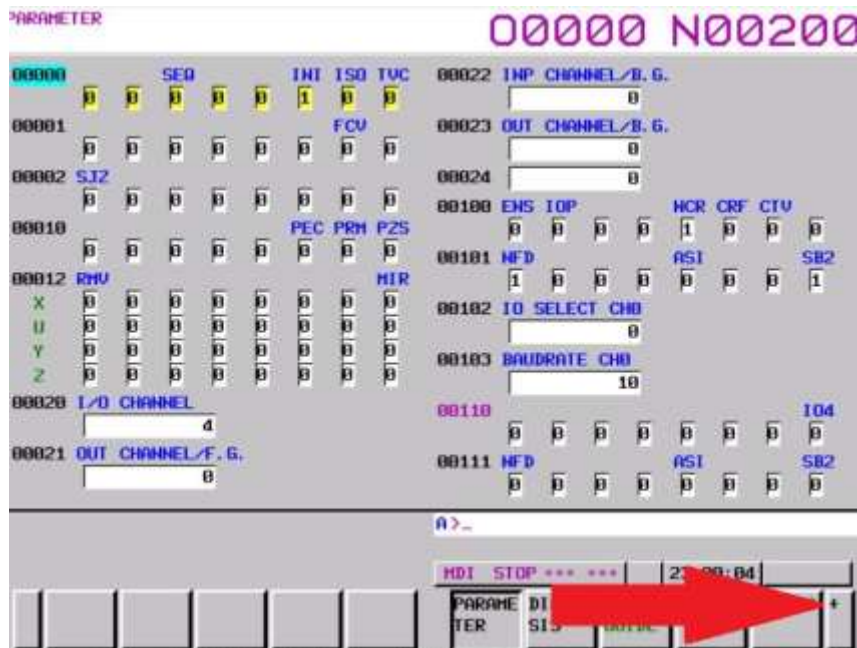 PARAMETER
O0000 N00200
00000 SEQ INI ISO TVC
0 0 0 0 0 1 0 0
00001 FCV
0 0 0 0 0 0 0 0
00002 SJZ
0 0 0 0 0 0 0 0
00010 PEC PRM PZS
0 0 0 0 0 0 0 0
00012 RMV MIR
X 0 0 0 0 0 0 0 0
U 0 0 0 0 0 0 0 0
Y 0 0 0 0 0 0 0 0
Z 0 0 0 0 0 0 0 0
00020 I/O CHANNEL
4
00021 OUT CHANNEL/F.G.
0
00022 INP CHANNEL/B.G.
0
00023 OUT CHANNEL/B.G.
0
00024 0
00100 ENS IOP NCR CRF CTV
0 0 0 0 1 0 0 0
00101 NFD ASI SB2
1 0 0 0 0 0 0 1
00102 IO SELECT CH0
0
00103 BAUDRATE CH0
10
00110 IO4
0 0 0 0 0 0 0 0
00111 NFD ASI SB2
0 0 0 0 0 0 0 0
A>_
MDI STOP *** ***
PARAME DI +
TER SIS